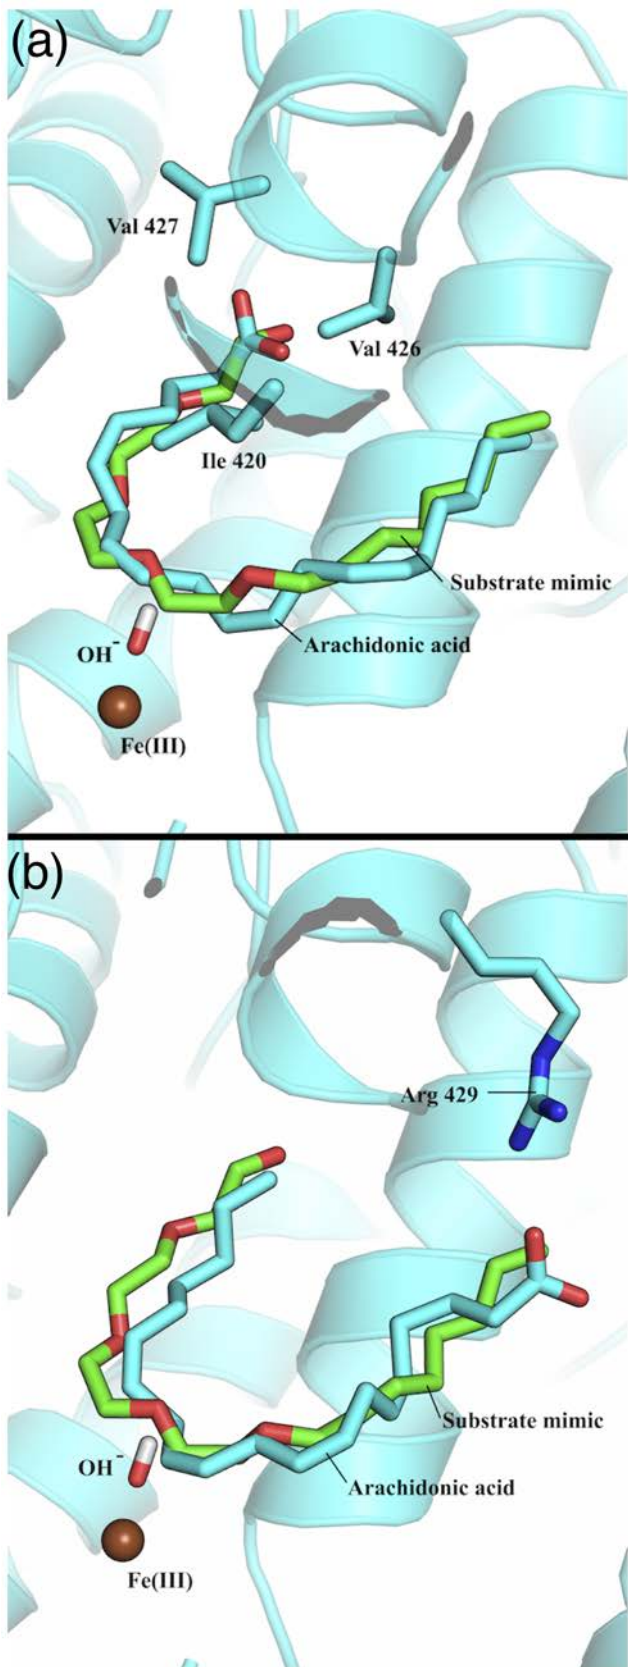 (a)
Val 427
Val 426
Ile 420
Substrate mimic
Arachidonic acid
OH-
Fe(III)
(b)
Arg 429
Substrate mimic
OH-
Arachidonic acid
Fe(III)